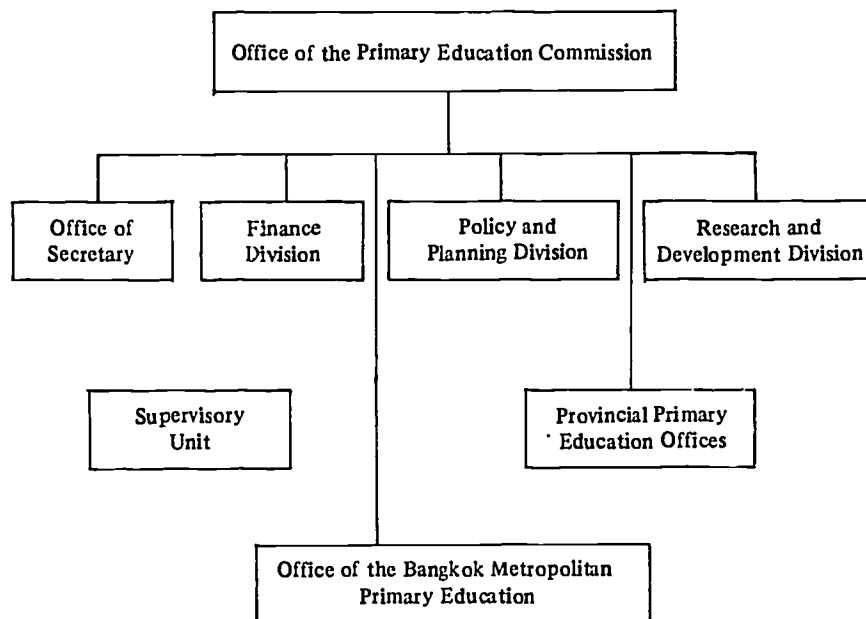 Office of the Primary Education Commission
Office of
Secretary
Finance
Division
Policy and
Planning Division
Research and
Development Division
Supervisory
Unit
Provincial Primary
Education Offices
Office of the Bangkok Metropolitan
Primary Education